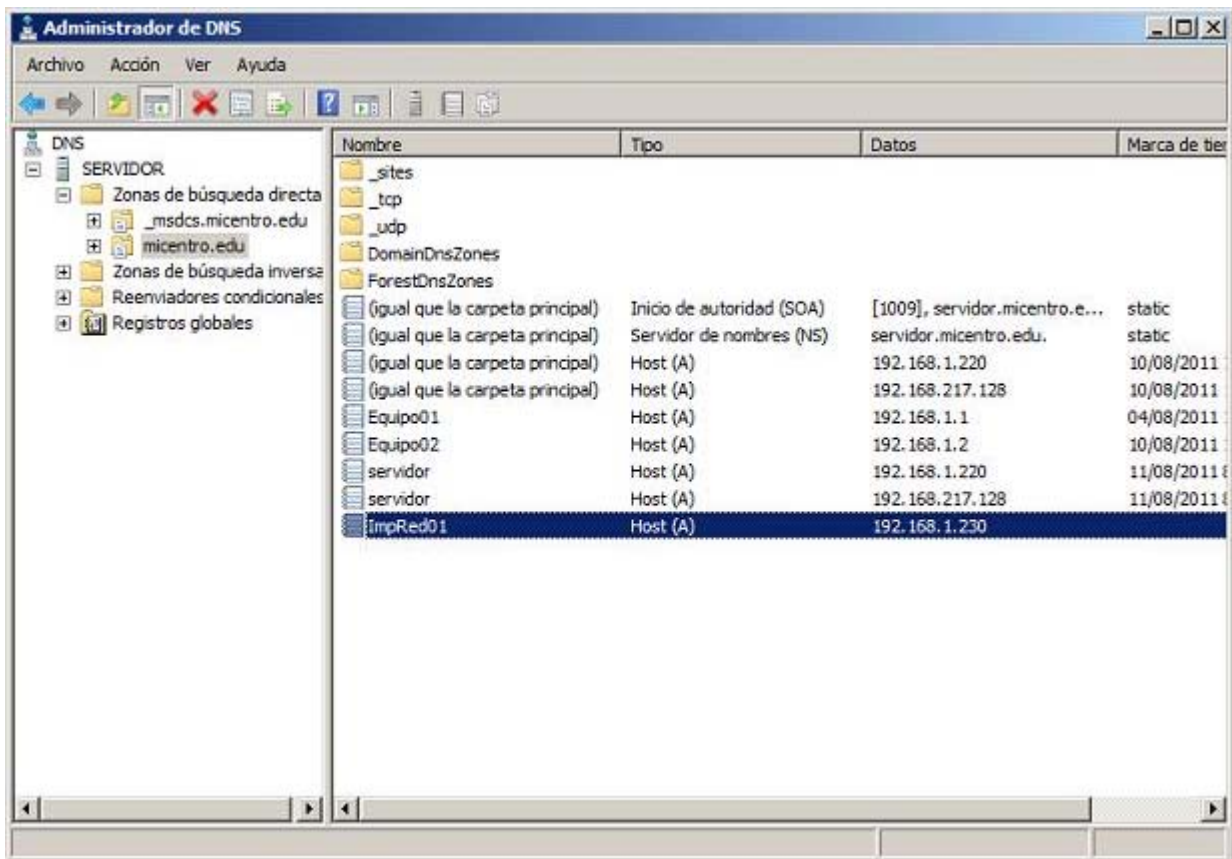 Administrador de DNS
Archivo Acción Ver Ayuda
DNS
SERVIDOR
Zonas de búsqueda directa
_msdcs.micentro.edu
micentro.edu
Zonas de búsqueda inversa
Reenviadores condicionales
Registros globales
Nombre Tipo Datos Marca de tier
_sites
_tcp
_udp
DomainDnsZones
ForestDnsZones
(igual que la carpeta principal) Inicio de autoridad (SOA) [1009], servidor.micentro.e... static
(igual que la carpeta principal) Servidor de nombres (NS) servidor.micentro.edu. static
(igual que la carpeta principal) Host (A) 192.168.1.220 10/08/2011
(igual que la carpeta principal) Host (A) 192.168.217.128 10/08/2011
Equipo01 Host (A) 192.168.1.1 04/08/2011
Equipo02 Host (A) 192.168.1.2 10/08/2011
servidor Host (A) 192.168.1.220 11/08/2011
servidor Host (A) 192.168.217.128 11/08/2011
ImpRed01 Host (A) 192.168.1.230